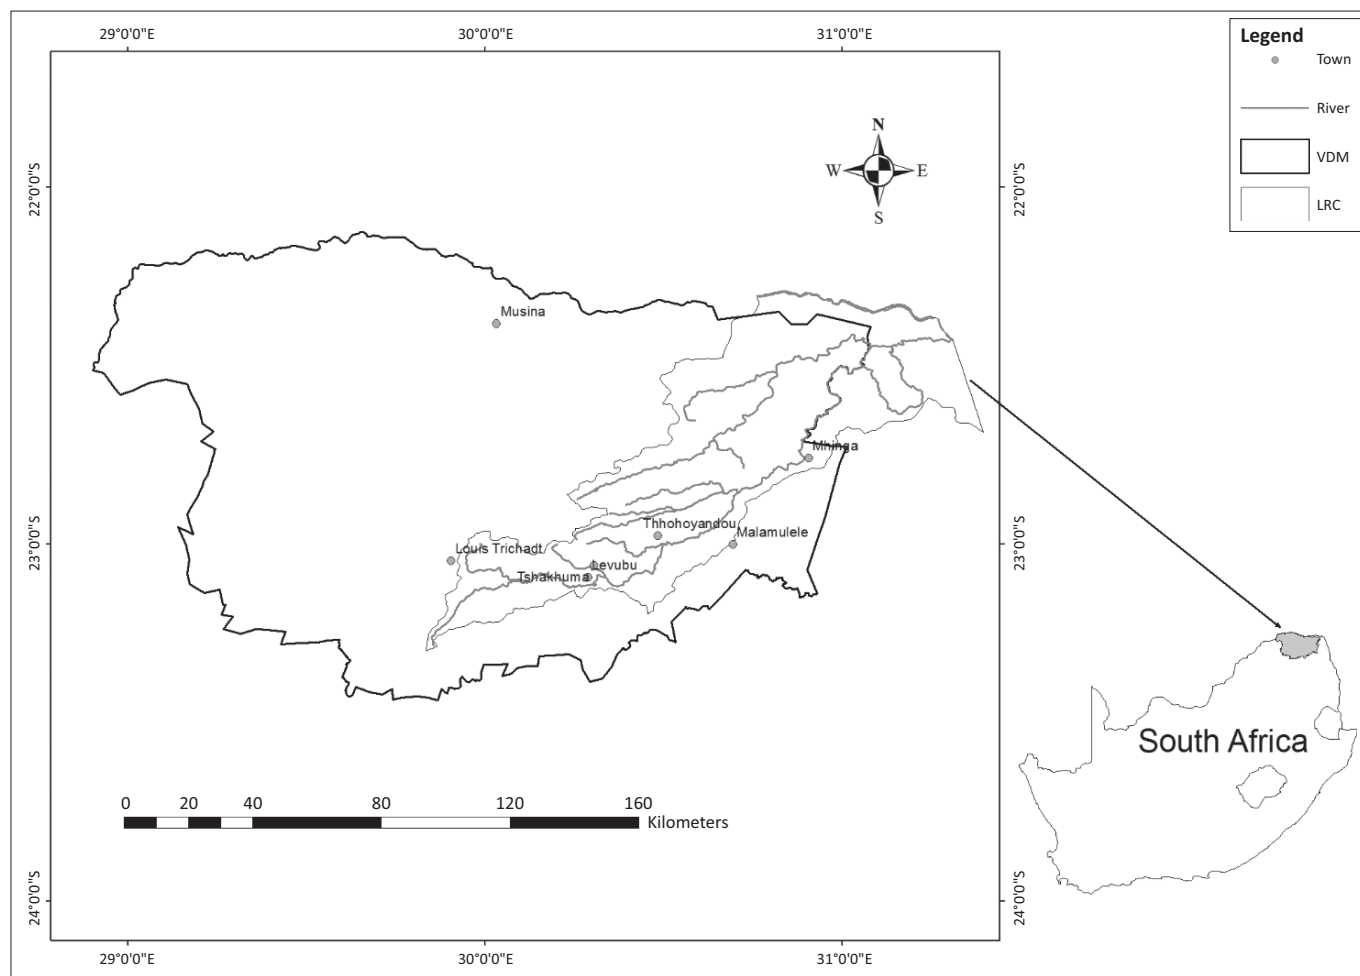 29°0'0"E 30°0'0"E 31°0'0"E
Legend
Town
River
VDM
LRC
N
W E
S
22°0'0"S 22°0'0"S
Musina
Mhinga
Thhohoyandou
Malamulele
23°0'0"S 23°0'0"S
Louis Trichadt
Levubu
Tshakhuma
South Africa
0 20 40 80 120 160
Kilometers
24°0'0"S 24°0'0"S
29°0'0"E 30°0'0"E 31°0'0"E